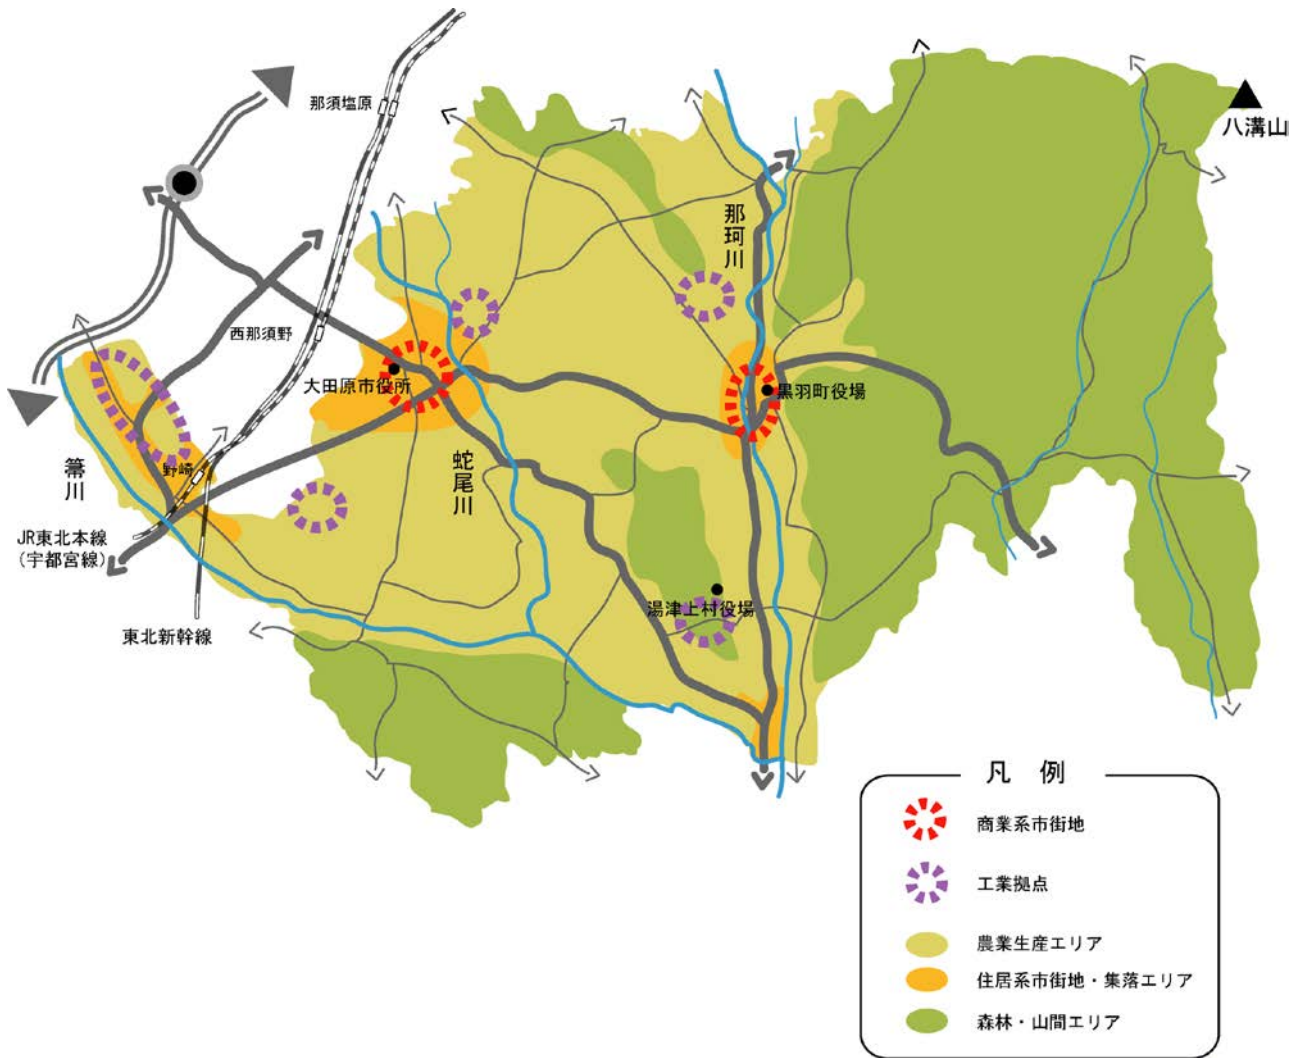 那須塩原
八溝山
那珂川
西那須野
大田原市役所
黒羽町役場
箒川
野崎
蛇尾川
JR東北本線
(宇都宮線)
湯津上村役場
東北新幹線
凡 例
商業系市街地
工業拠点
農業生産エリア
住居系市街地・集落エリア
森林・山間エリア